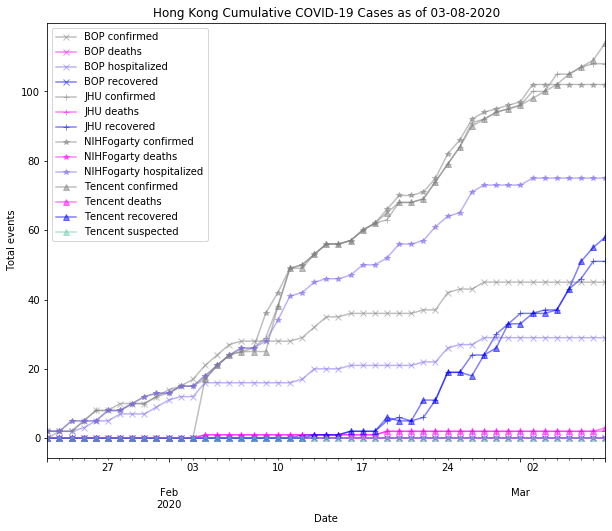 Hong Kong Cumulative COVID-19 Cases as of 03-08-2020
BOP confirmed
BOP deaths
BOP hospitalized
BOP recovered
JHU confirmed
JHU deaths
JHU recovered
NIHFogarty confirmed
NIHFogarty deaths
NIHFogarty hospitalized
Tencent confirmed
Tencent deaths
Tencent recovered
Tencent suspected
Total events
100
80
60
40
20
0
27 03 10 17 24 02
Feb Mar
2020
Date